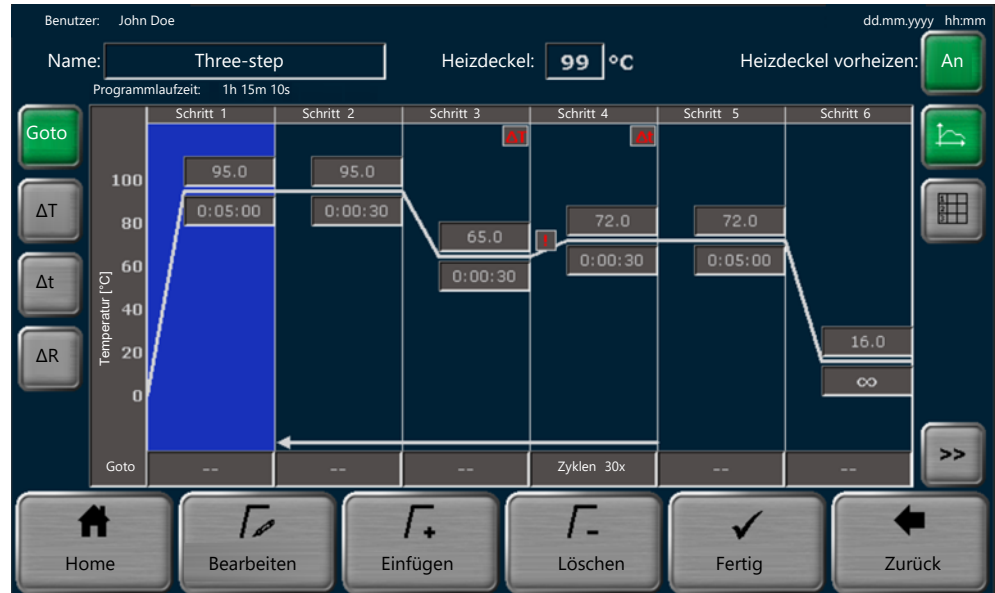 Benutzer: John Doe dd.mm.yyyy hh:mm
Name: Three-step Heizdeckel: 99 °C Heizdeckel vorheizen: An
Programmlaufzeit: 1h 15m 10s
Schritt 1 Schritt 2 Schritt 3 Schritt 4 Schritt 5 Schritt 6
Goto
ΔT Δt
95.0 95.0
100
0:05:00 0:00:30
ΔT
80
72.0 72.0
65.0
0:00:30 0:05:00
60
0:00:30
Δt
Temperatur [°C]
40
16.0
ΔR
20
∞
0
>>
Goto -- -- -- Zyklen 30x -- --
Home Bearbeiten Einfügen Löschen Fertig Zurück